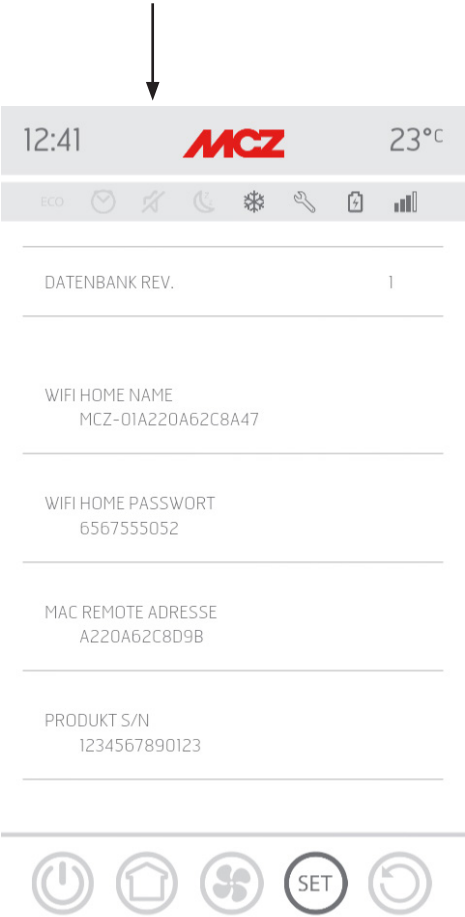 12:41 MCZ 23°C
ECO
DATENBANK REV. 1
WIFI HOME NAME
MCZ-01A220A62C8A47
WIFI HOME PASSWORT
6567555052
MAC REMOTE ADRESSE
A220A62C8D9B
PRODUKT S/N
1234567890123
SET